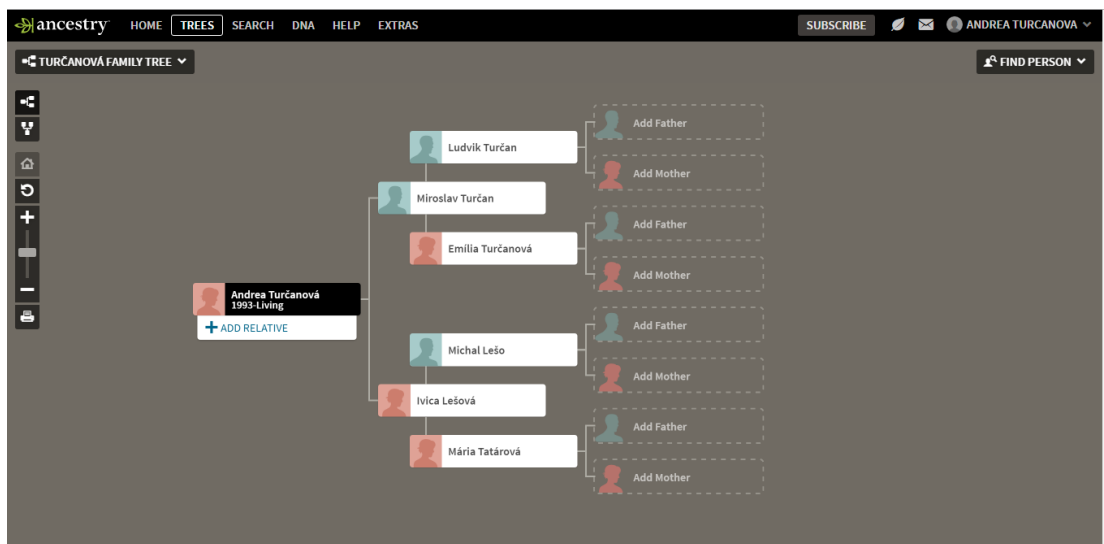 ancestry HOME TREES SEARCH DNA HELP EXTRAS SUBSCRIBE ANDREA TURCANOVA
TURČANOVÁ FAMILY TREE FIND PERSON
Add Father
Ludvik Turčan
Add Mother
Miroslav Turčan
Add Father
Emília Turčanová
Add Mother
Andrea Turčanová
1993-Living
ADD RELATIVE
Add Father
Michal Lešo
Add Mother
Ivica Lešová
Add Father
Mária Tatárová
Add Mother